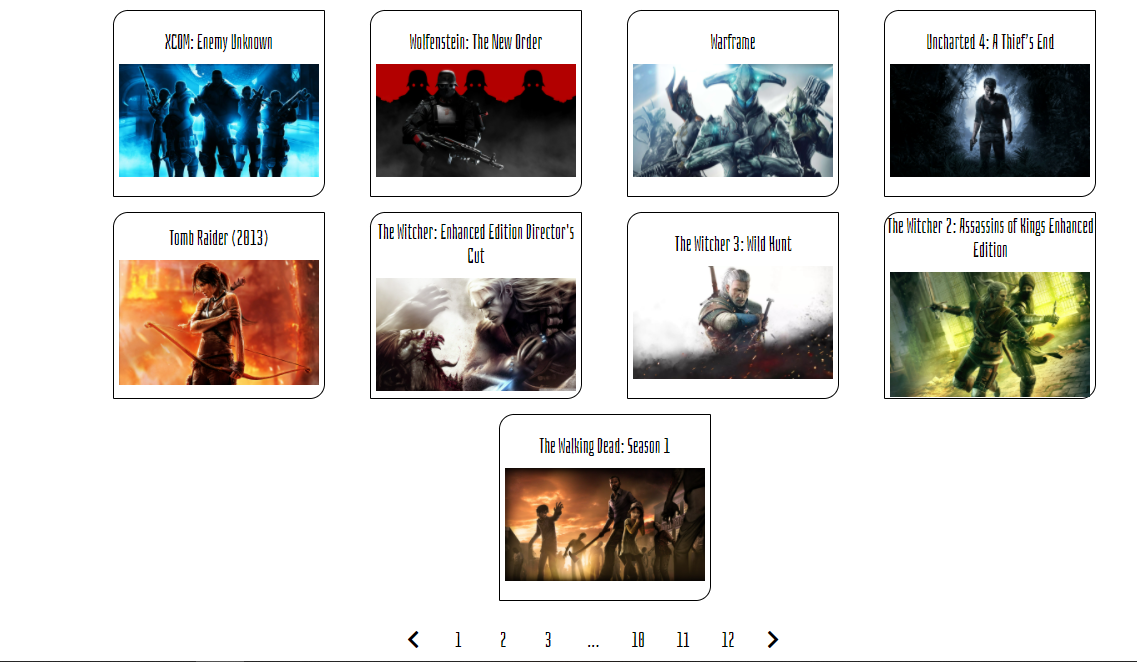 XCOM: Enemy Unknown
Wolfenstein: The New Order
Warframe
Uncharted 4: A Thief's End
Tomb Raider (2013)
The Witcher: Enhanced Edition Director's
Cut
The Witcher 3: Wild Hunt
The Witcher 2: Assassins of Kings Enhanced
Edition
The Walking Dead: Season 1
1 2 3 ... 10 11 12